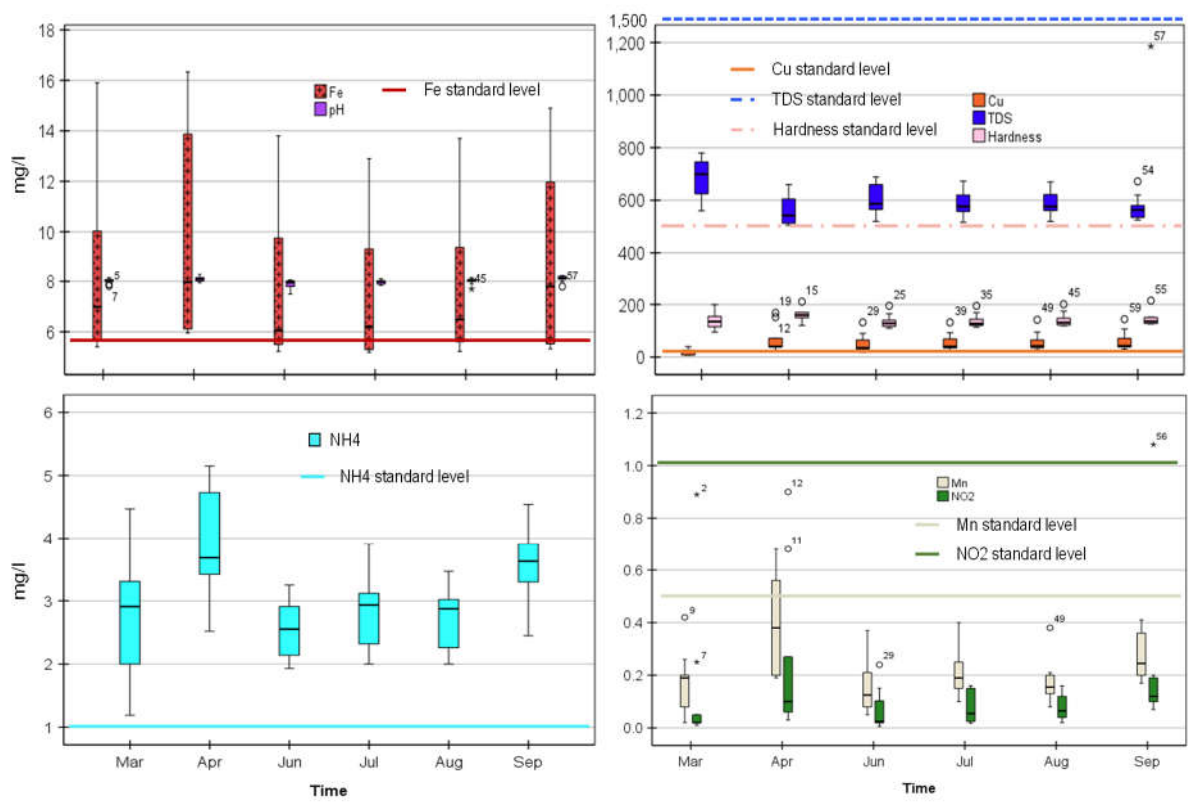 18
16
14
12
10
8
6
mg/l
Fe
pH
Fe standard level
5
7
45
57
1,500
1,200
1,000
800
600
400
200
0
Cu standard level
TDS standard level
Hardness standard level
Cu
TDS
Hardness
57
54
19
15
12
29
25
39
35
49
45
59
55
6
5
4
3
2
1
mg/l
NH4
NH4 standard level
Mar Apr Jun Jul Aug Sep
Time
1.2
1.0
0.8
0.6
0.4
0.2
0.0
Mn
NO2
Mn standard level
NO2 standard level
2
9
7
12
11
29
49
56
Mar Apr Jun Jul Aug Sep
Time